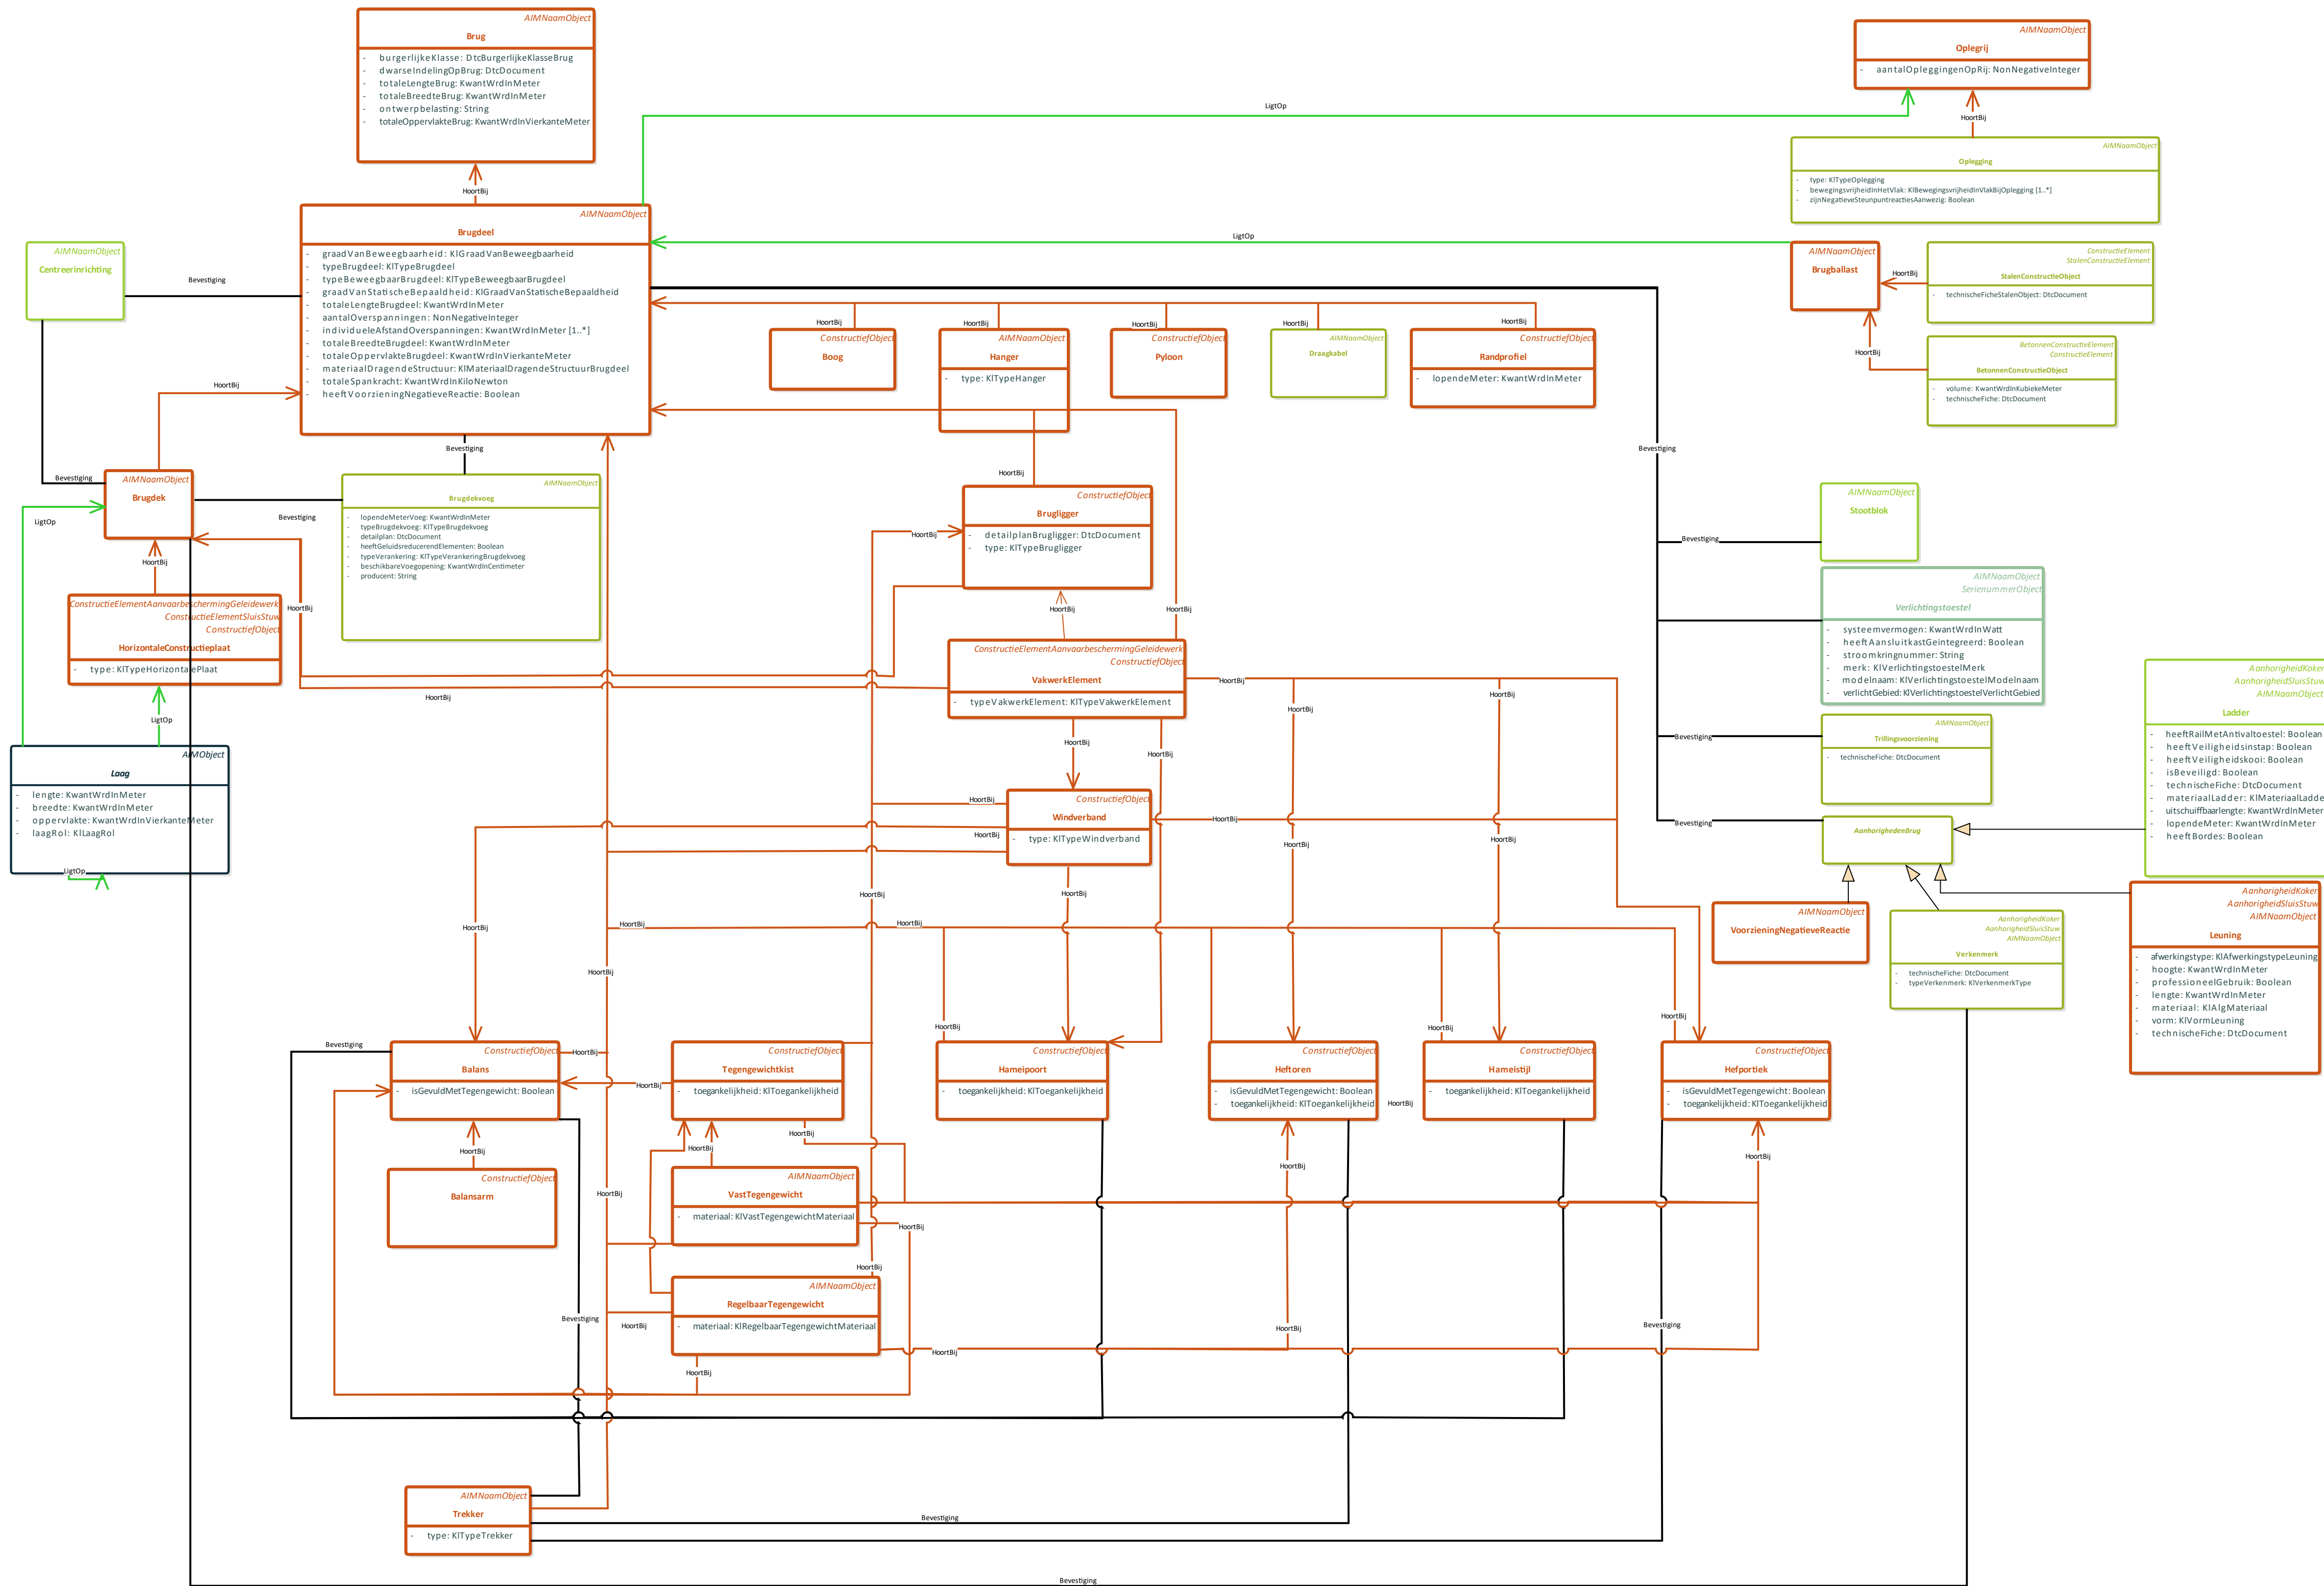 AIMNaamObject
Brug
- burgerlijkeKlasse: DtcBurgerlijkeKlasseBrug
- dwarseIndelingOpBrug: DtcDocument
- totaleLengteBrug: KwantWrdInMeter
- totaleBreedteBrug: KwantWrdInMeter
- ontwerpbelasting: String
- totaleOppervlakteBrug: KwantWrdInVierkanteMeter
AIMNaamObject
Oplegrij
- aantalOpleggingenOpRij: NonNegativeInteger
LigtOp
HoortBij
AIMNaamObject
Oplegging
- type: KlTypeOplegging
- bewegingsvrijheidInHetVlak: KlBewegingsvrijheidInVlakBijOplegging [1..*]
- zijnNegatieveSteunpuntreactiesAanwezig: Boolean
HoortBij
AIMNaamObject
Brugdeel
- graadVanBeweegbaarheid: KlGraadVanBeweegbaarheid
- typeBrugdeel: KlTypeBrugdeel
- typeBeweegbaarBrugdeel: KlTypeBeweegbaarBrugdeel
- graadVanStatischeBepaaldheid: KlGraadVanStatischeBepaaldheid
- totaleLengteBrugdeel: KwantWrdInMeter
- aantalOverspanningen: NonNegativeInteger
- individueleAfstandOverspanningen: KwantWrdInMeter [1..*]
- totaleBreedteBrugdeel: KwantWrdInMeter
- totaleOppervlakteBrugdeel: KwantWrdInVierkanteMeter
- materiaalDragendeStructuur: KlMateriaalDragendeStructuurBrugdeel
- totaleSpankracht: KwantWrdInKiloNewton
- heeftVoorzieningNegatieveReactie: Boolean
LigtOp
AIMNaamObject
Centreerinrichting
Bevestiging
AIMNaamObject
Brugballast
HoortBij
ConstructieElement
StalenConstructieElement
StalenConstructieObject
- technischeFicheStalenObject: DtcDocument
HoortBij
BetonnenConstructieElement
ConstructieElement
BetonnenConstructieObject
- volume: KwantWrdInKubiekeMeter
- technischeFiche: DtcDocument
HoortBij
ConstructiefObject
Boog
HoortBij
AIMNaamObject
Hanger
- type: KlTypeHanger
HoortBij
ConstructiefObject
Pyloon
HoortBij
AIMNaamObject
Draagkabel
HoortBij
ConstructiefObject
Randprofiel
- lopendeMeter: KwantWrdInMeter
HoortBij
Bevestiging
Bevestiging
Bevestiging
AIMNaamObject
Brugdek
AIMNaamObject
Brugdekvoeg
- lopendeMeterVoeg: KwantWrdInMeter
- typeBrugdekvoeg: KlTypeBrugdekvoeg
- detailplan: DtcDocument
- heeftGeluidsreducerendElementen: Boolean
- typeVerankering: KlTypeVerankeringBrugdekvoeg
- beschikbareVoegopening: KwantWrdInCentimeter
- producent: String
Bevestiging
LigtOp
HoortBij
HoortBij
ConstructiefObject
Brugligger
- detailplanBrugligger: DtcDocument
- type: KlTypeBrugligger
HoortBij
AIMNaamObject
Stootblok
Bevestiging
AIMNaamObject
SerienummerObject
Verlichtingstoestel
- systeemvermogen: KwantWrdInWatt
- heeftAansluitkastGeintegreerd: Boolean
- stroomkringnummer: String
- merk: KlVerlichtingstoestelMerk
- modelnaam: KlVerlichtingstoestelModelnaam
- verlichtGebied: KlVerlichtingstoestelVerlichtGebied
ConstructieElementAanvaarbeschermingGeleidewerk
ConstructieElementSluisStuw
ConstructiefObject
HorizontaleConstructieplaat
- type: KlTypeHorizontalePlaat
HoortBij
HoortBij
HoortBij
HoortBij
ConstructieElementAanvaarbeschermingGeleidewerk
ConstructiefObject
VakwerkElement
- typeVakwerkElement: KlTypeVakwerkElement
HoortBij
HoortBij
HoortBij
LigtOp
AIMObject
Laag
- lengte: KwantWrdInMeter
- breedte: KwantWrdInMeter
- oppervlakte: KwantWrdInVierkanteMeter
- laagRol: KlLaagRol
LigtOp
HoortBij
HoortBij
Bevestiging
AIMNaamObject
Trillingsvoorziening
- technischeFiche: DtcDocument
AanhorigheidKoker
AanhorigheidSluisStuw
AIMNaamObject
Ladder
- heeftRailMetAntivaltoestel: Boolean
- heeftVeiligheidsinstap: Boolean
- heeftVeiligheidskooi: Boolean
- isBeveiligd: Boolean
- technischeFiche: DtcDocument
- materiaalLadder: KlMateriaalLadde
- uitschuiffbaarlengte: KwantWrdInMeter
- lopendeMeter: KwantWrdInMeter
- heeftBordes: Boolean
Bevestiging
AanhorighedenBrug
HoortBij
ConstructiefObject
Windverband
- type: KlTypeWindverband
HoortBij
HoortBij
HoortBij
HoortBij
HoortBij
HoortBij
HoortBij
HoortBij
HoortBij
HoortBij
AIMNaamObject
VoorzieningNegatieveReactie
AanhorigheidKoker
AanhorigheidSluisStuw
AIMNaamObject
Verkenmerk
- technischeFiche: DtcDocument
- typeVerkenmerk: KlVerkenmerkType
AanhorigheidKoker
AanhorigheidSluisStuw
AIMNaamObject
Leuning
- afwerkingstype: KlAfwerkingstypeLeuning
- hoogte: KwantWrdInMeter
- professioneelGebruik: Boolean
- lengte: KwantWrdInMeter
- materiaal: KlAlgMateriaal
- vorm: KlVormLeuning
- technischeFiche: DtcDocument
HoortBij
HoortBij
HoortBij
Bevestiging
ConstructiefObject
Balans
- isGevuldMetTegengewicht: Boolean
HoortBij
HoortBij
ConstructiefObject
Tegengewichtkist
- toegankelijkheid: KlToegankelijkheid
ConstructiefObject
Hameipoort
- toegankelijkheid: KlToegankelijkheid
ConstructiefObject
Heftoren
- isGevuldMetTegengewicht: Boolean
- toegankelijkheid: KlToegankelijkheid
HoortBij
ConstructiefObject
Hameistijl
- toegankelijkheid: KlToegankelijkheid
ConstructiefObject
Hefportiek
- isGevuldMetTegengewicht: Boolean
- toegankelijkheid: KlToegankelijkheid
HoortBij
HoortBij
HoortBij
HoortBij
HoortBij
ConstructiefObject
Balansarm
HoortBij
AIMNaamObject
VastTegengewicht
- materiaal: KlVastTegengewichtMateriaal
HoortBij
HoortBij
AIMNaamObject
RegelbaarTegengewicht
- materiaal: KlRegelbaarTegengewichtMateriaal
Bevestiging
HoortBij
HoortBij
HoortBij
HoortBij
Bevestiging
AIMNaamObject
Trekker
- type: KlTypeTrekker
Bevestiging
Bevestiging